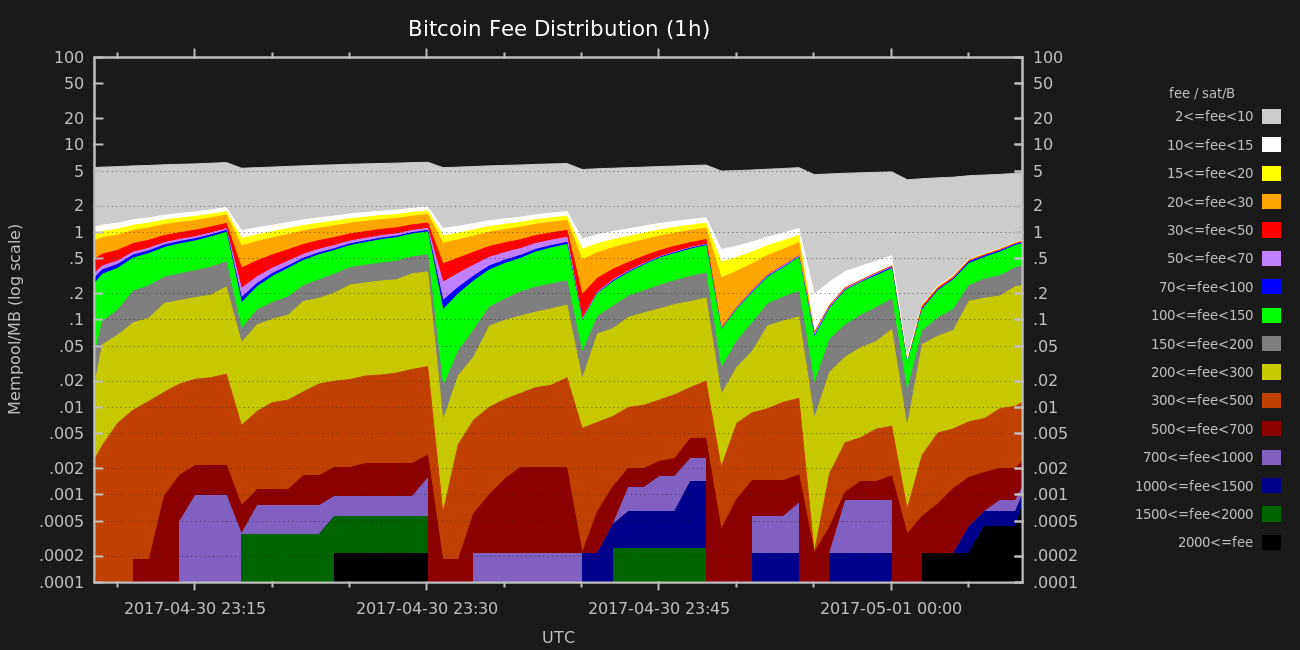 Bitcoin Fee Distribution (1h)
Mempool/MB (log scale)
100
50
20
10
5
2
1
.5
.2
.1
.05
.02
.01
.005
.002
.001
.0005
.0002
.0001
100
50
20
10
5
2
1
.5
.2
.1
.05
.02
.01
.005
.002
.001
.0005
.0002
.0001
fee / sat/B
2<=fee<10
10<=fee<15
15<=fee<20
20<=fee<30
30<=fee<50
50<=fee<70
70<=fee<100
100<=fee<150
150<=fee<200
200<=fee<300
300<=fee<500
500<=fee<700
700<=fee<1000
1000<=fee<1500
1500<=fee<2000
2000<=fee
2017-04-30 23:15
2017-04-30 23:30
2017-04-30 23:45
2017-05-01 00:00
UTC